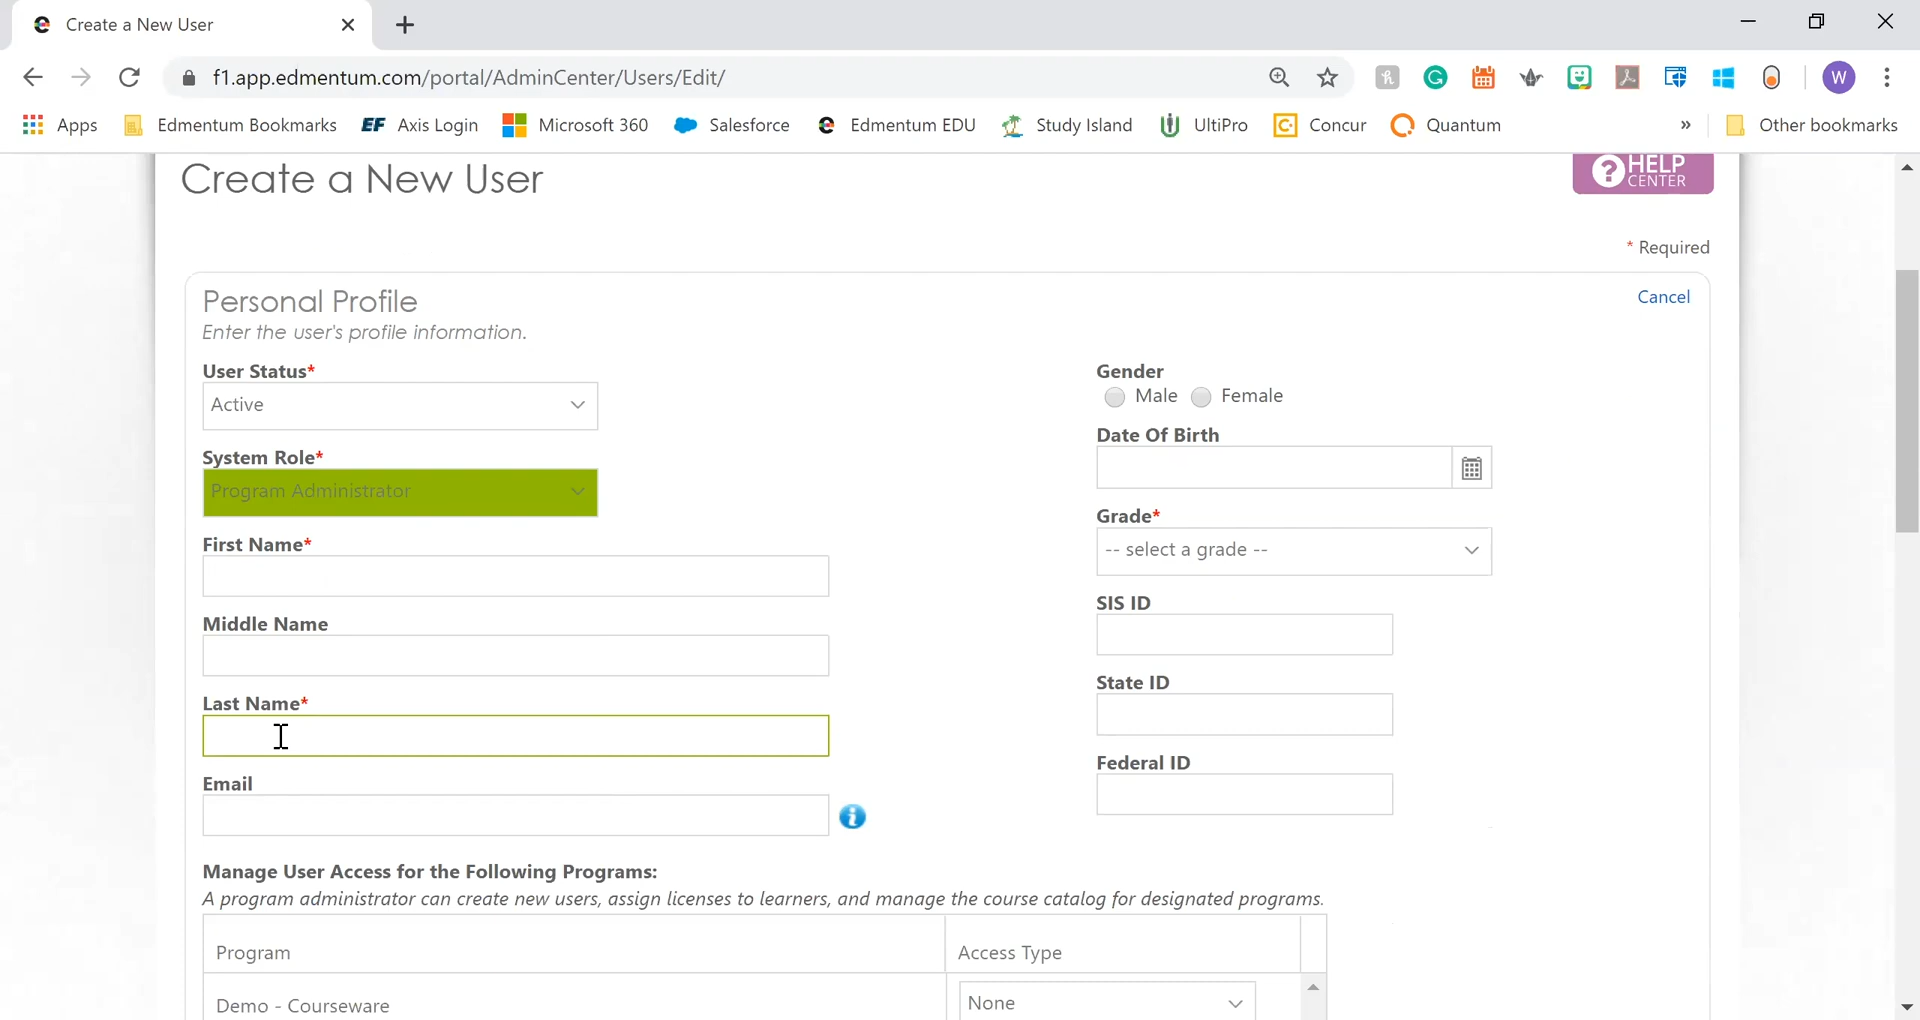 Create a New User
f1.app.edmentum.com/portal/AdminCenter/Users/Edit/
W
Apps Edmentum Bookmarks EF Axis Login Microsoft 360 Salesforce Edmentum EDU Study Island UltiPro Concur Quantum » Other bookmarks
Create a New User
? HELP CENTER
* Required
Personal Profile
Cancel
Enter the user's profile information.
User Status*
Active
System Role*
Program Administrator
First Name*
Middle Name
Last Name*
Email
Gender
Male Female
Date Of Birth
Grade*
-- select a grade --
SIS ID
State ID
Federal ID
Manage User Access for the Following Programs:
A program administrator can create new users, assign licenses to learners, and manage the course catalog for designated programs.
Program Access Type
Demo - Courseware None